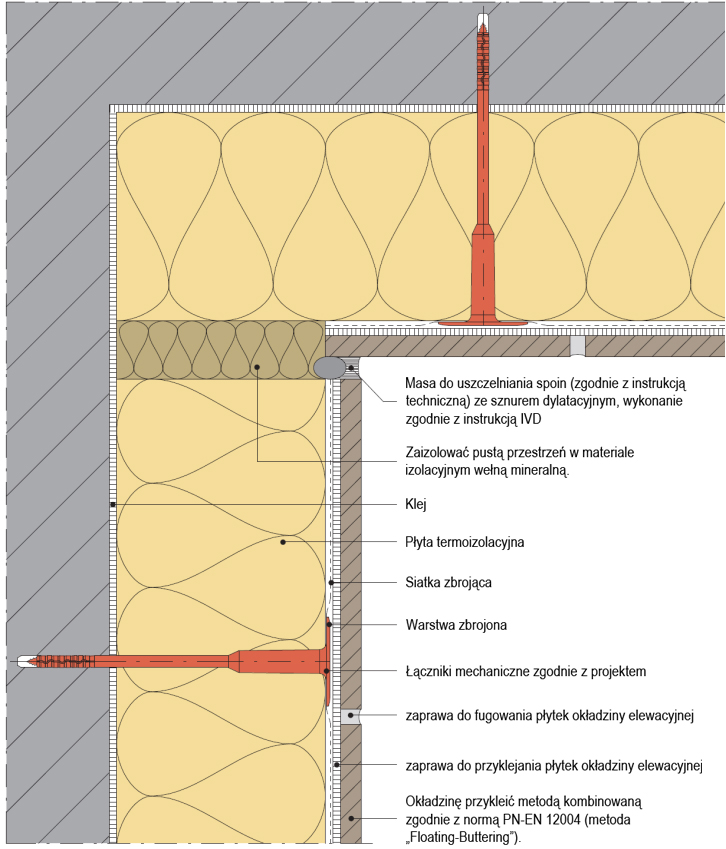 Masa do uszczelniania spoin (zgodnie z instrukcją
techniczną) ze sznurem dylatacyjnym, wykonanie
zgodnie z instrukcją IVD
Zaizolować pustą przestrzeń w materiale
izolacyjnym wełną mineralną.
Klej
Płyta termoizolacyjna
Siatka zbrojąca
Warstwa zbrojona
Łączniki mechaniczne zgodnie z projektem
zaprawa do fugowania płytek okładziny elewacyjnej
zaprawa do przyklejania płytek okładziny elewacyjnej
Okładzinę przykleić metodą kombinowaną
zgodnie z normą PN-EN 12004 (metoda
„Floating-Buttering”).